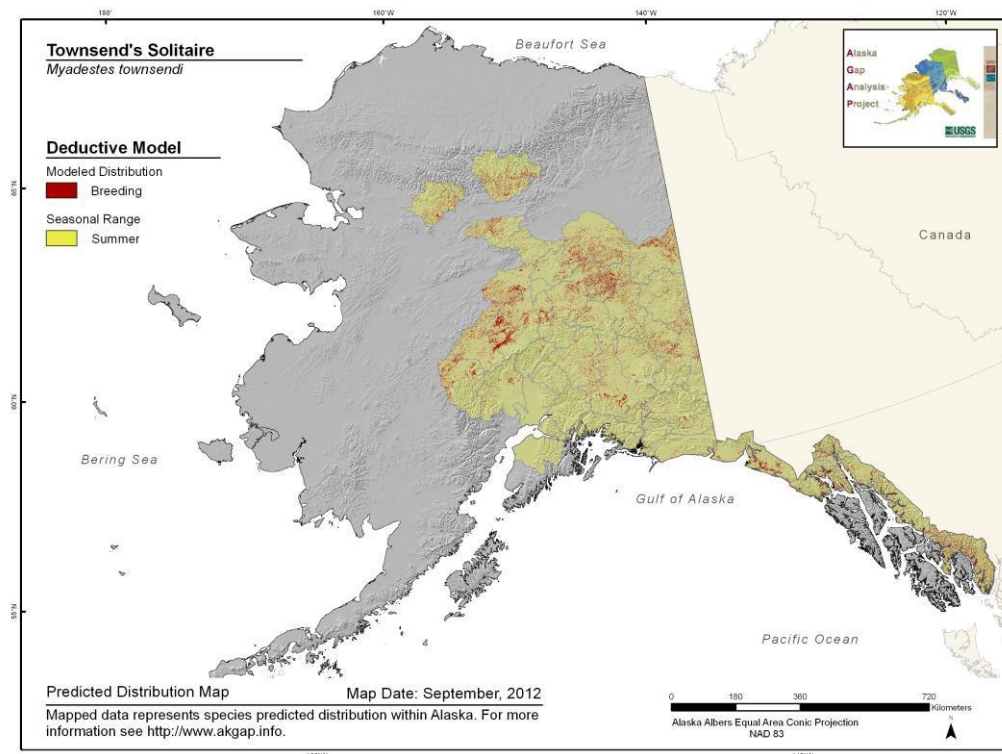 180°
160°W
140°W
120°W
Townsend's Solitaire
Myadestes townsendi
Beaufort Sea
Alaska
Gap
Analysis
Project
USGS
Deductive Model
Modeled Distribution
Breeding
Seasonal Range
Summer
65°N
Canada
60°N
Bering Sea
Gulf of Alaska
55°N
Pacific Ocean
Predicted Distribution Map
Map Date: September, 2012
Mapped data represents species predicted distribution within Alaska. For more
information see http://www.akgap.info.
0 180 360 720
Kilometers
Alaska Albers Equal Area Conic Projection
NAD 83
N